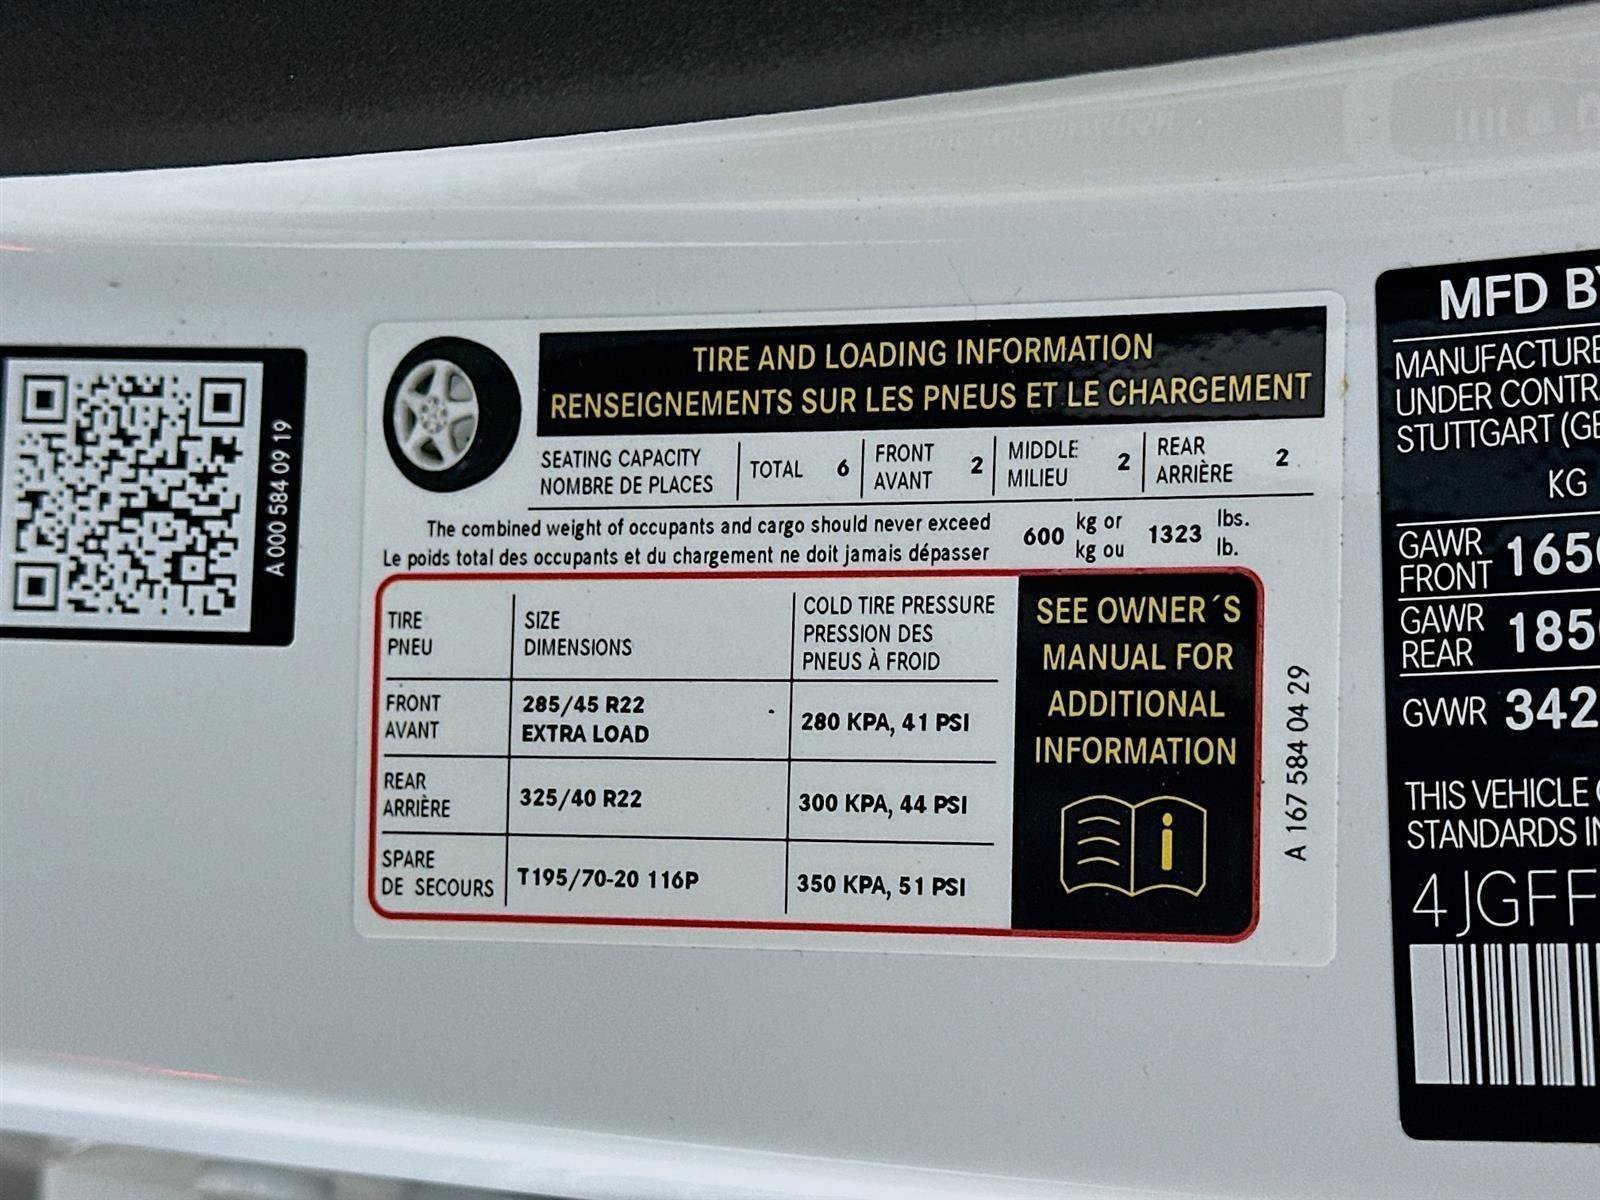 A 000 584 09 19
TIRE AND LOADING INFORMATION
RENSEIGNEMENTS SUR LES PNEUS ET LE CHARGEMENT
SEATING CAPACITY
NOMBRE DE PLACES
TOTAL 6
FRONT
AVANT
2
MIDDLE
MILIEU
2
REAR
ARRIÈRE
2
The combined weight of occupants and cargo should never exceed
Le poids total des occupants et du chargement ne doit jamais dépasser
600
kg or
kg ou
1323
lbs.
lb.
TIRE
PNEU
SIZE
DIMENSIONS
COLD TIRE PRESSURE
PRESSION DES
PNEUS À FROID
FRONT
AVANT
285/45 R22
EXTRA LOAD
280 KPA, 41 PSI
REAR
ARRIÈRE
325/40 R22
300 KPA, 44 PSI
SPARE
DE SECOURS
T195/70-20 116P
350 KPA, 51 PSI
SEE OWNER´S
MANUAL FOR
ADDITIONAL
INFORMATION
i
A 167 584 04 29
MFD
MANUFACTURE
UNDER
STUTTGART
KG
GAWR
FRONT
165
GAWR
REAR
185
GVWR 342
THIS VEHICLE
STANDARDS
4JGFF